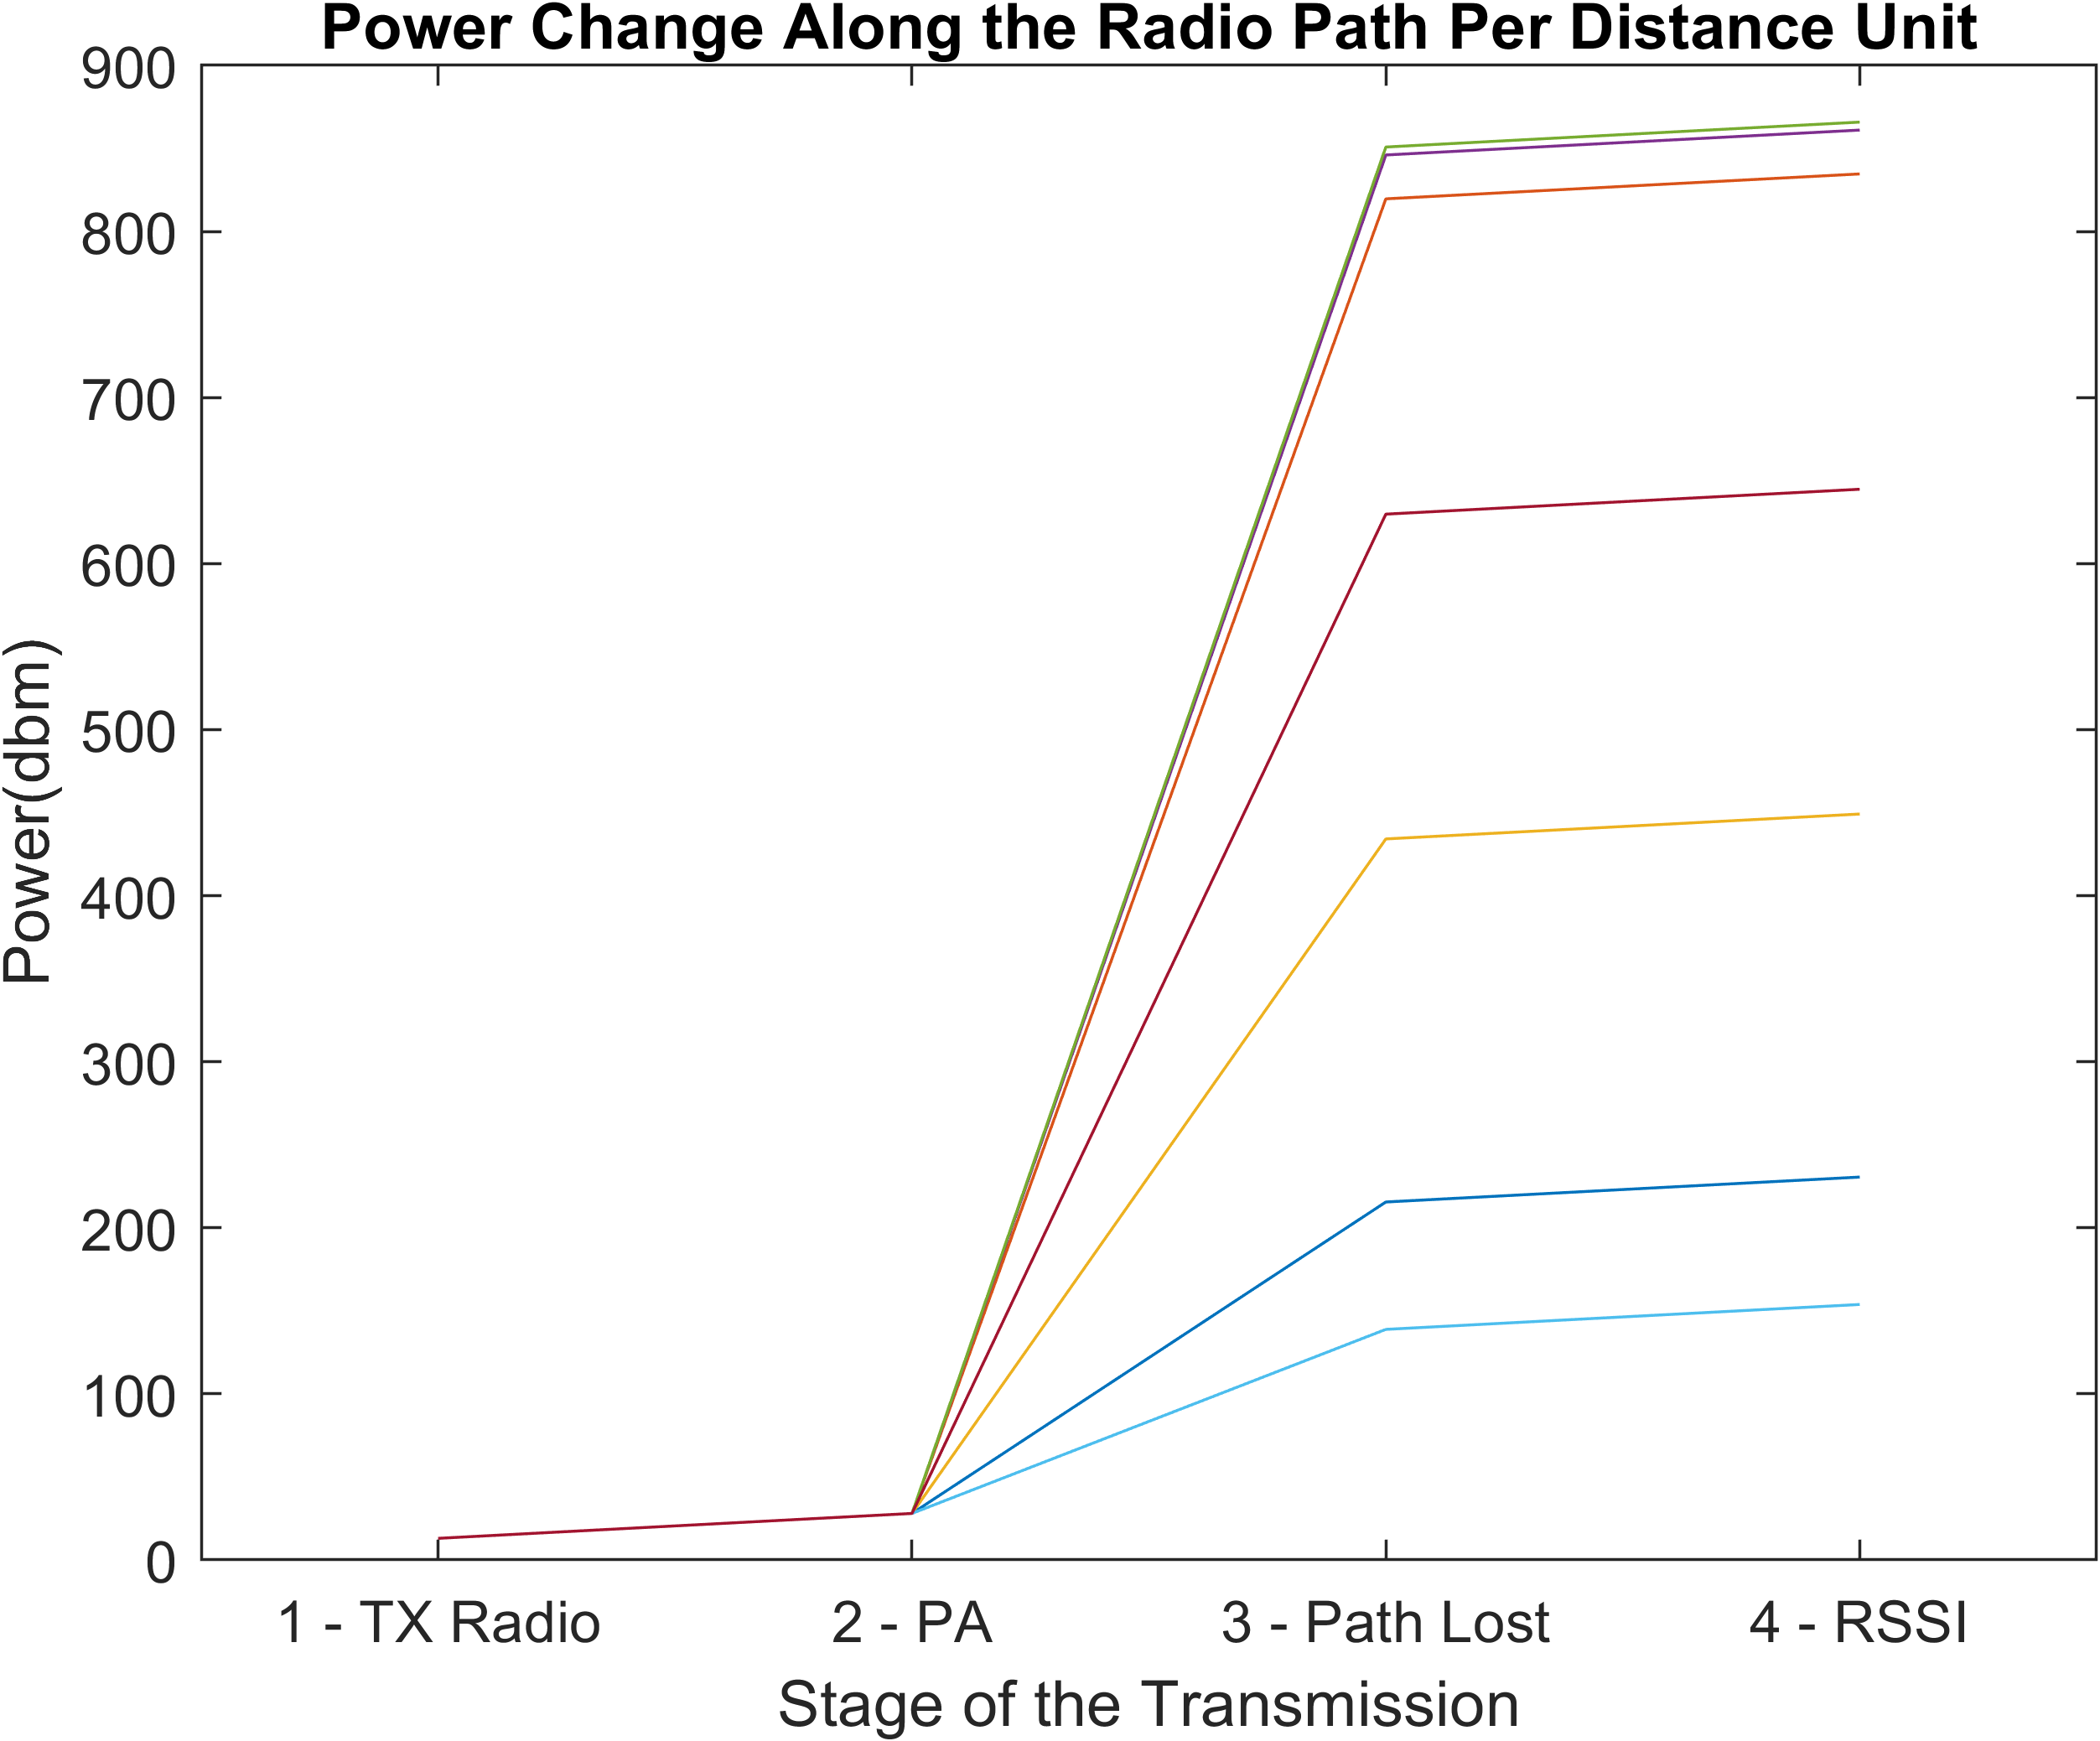 Power Change Along the Radio Path Per Distance Unit
900
800
700
600
500
400
300
200
100
0
Power(dbm)
1 - TX Radio
2 - PA
3 - Path Lost
4 - RSSI
Stage of the Transmission